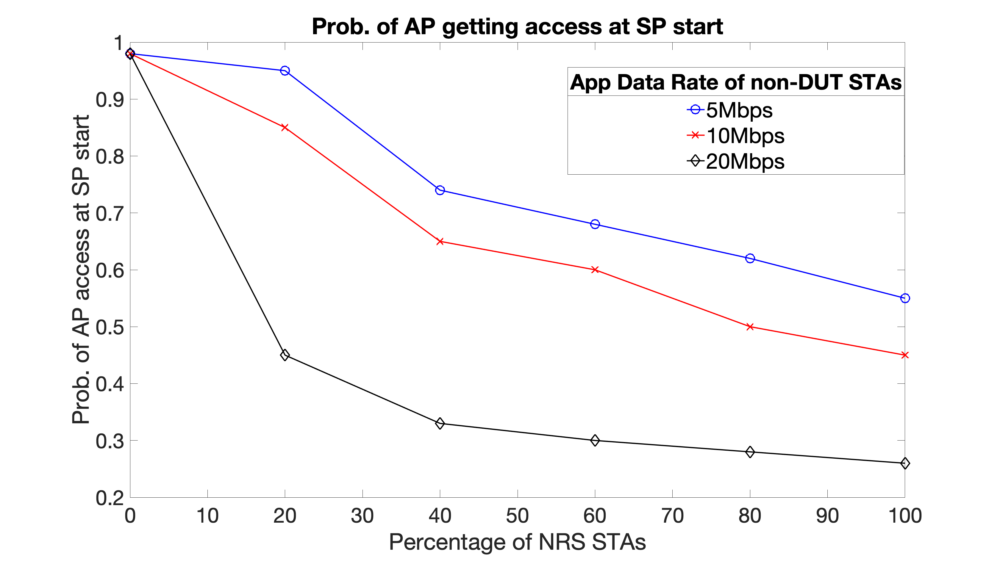 Prob. of AP getting access at SP start
Prob. of AP access at SP start
1
0.9
0.8
0.7
0.6
0.5
0.4
0.3
0.2
App Data Rate of non-DUT STAs
5Mbps
10Mbps
20Mbps
0 10 20 30 40 50 60 70 80 90 100
Percentage of NRS STAs